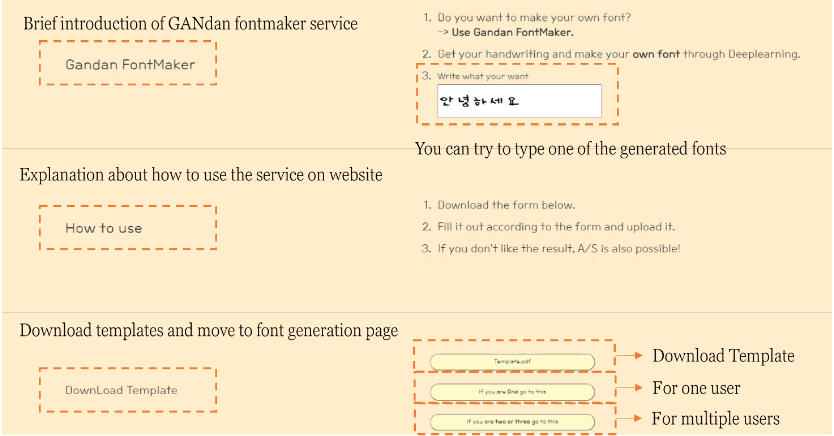 Brief introduction of GANdan fontmaker service
Gandan FontMaker
1. Do you want to make your own font?
-> Use Gandan FontMaker.
2. Get your handwriting and make your own font through Deeplearning.
3. Write what your want
안녕하세요
You can try to type one of the generated fonts
Explanation about how to use the service on website
How to use
1. Download the form below.
2. Fill it out according to the form and upload it.
3. If you don't like the result, A/S is also possible!
Download templates and move to font generation page
DownLoad Template
Template.pdf
Download Template
If you are One go to this
For one user
If you are two or three go to this
For multiple users